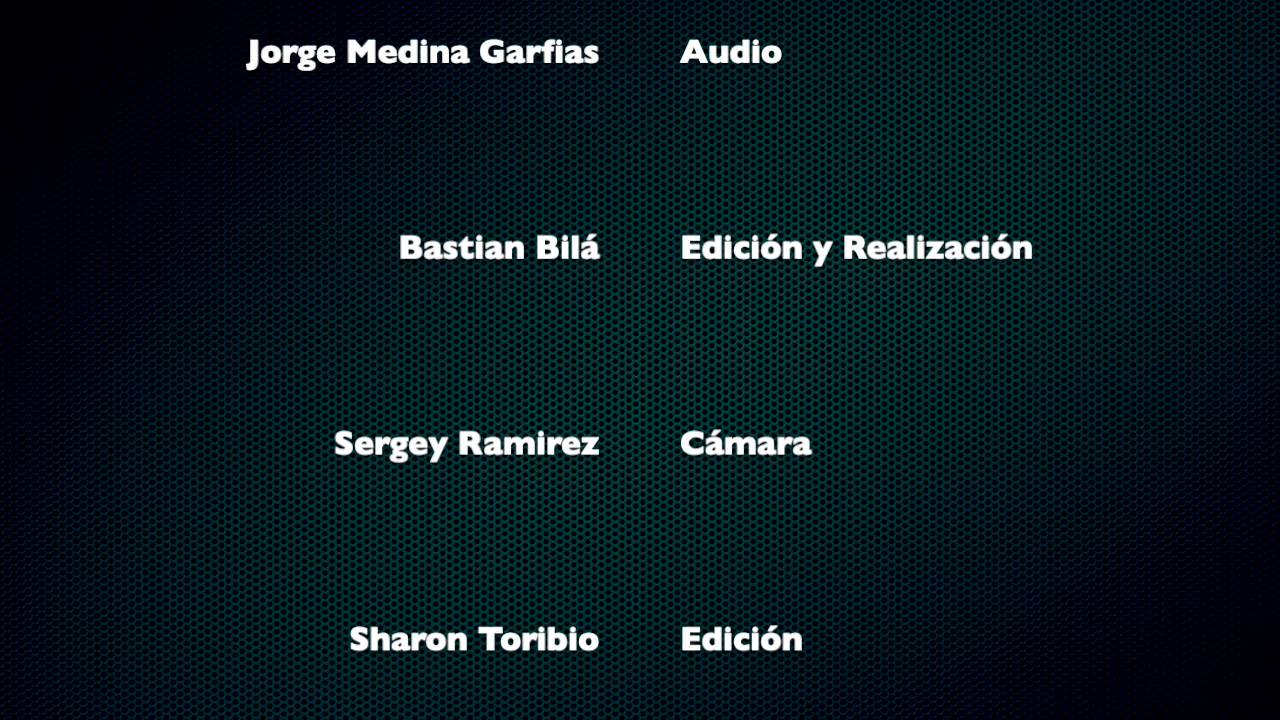 Jorge Medina Garfias Audio
Bastian Bilá Edición y Realización
Sergey Ramirez Cámara
Sharon Toribio Edición